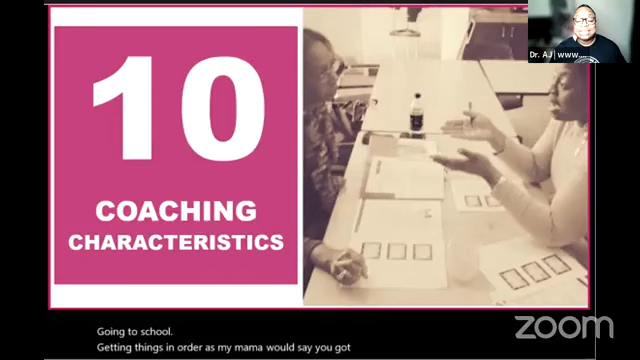 10
COACHING
CHARACTERISTICS
Dr. AJ | www....
Going to school.
Getting things in order as my mama would say you got
zoom